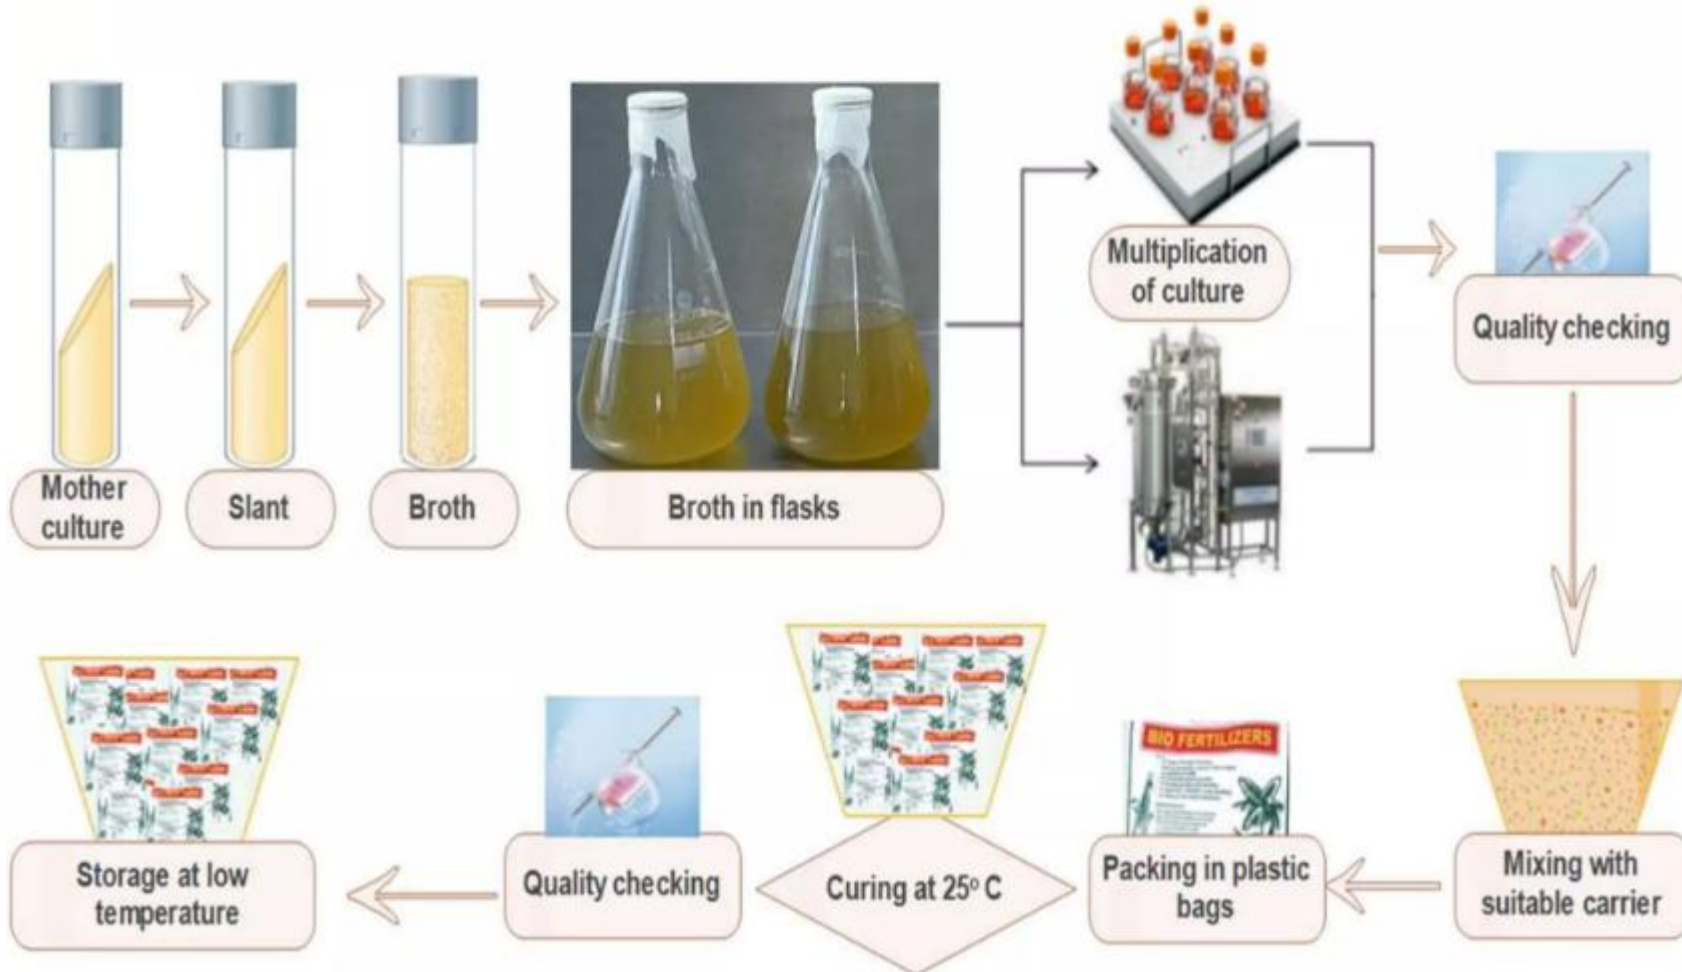 Mother
culture
Slant
Broth
Broth in flasks
Multiplication
of culture
Quality checking
Mixing with
suitable carrier
BIO FERTILIZERS
Packing in plastic
bags
Curing at 25° C
Quality checking
Storage at low
temperature